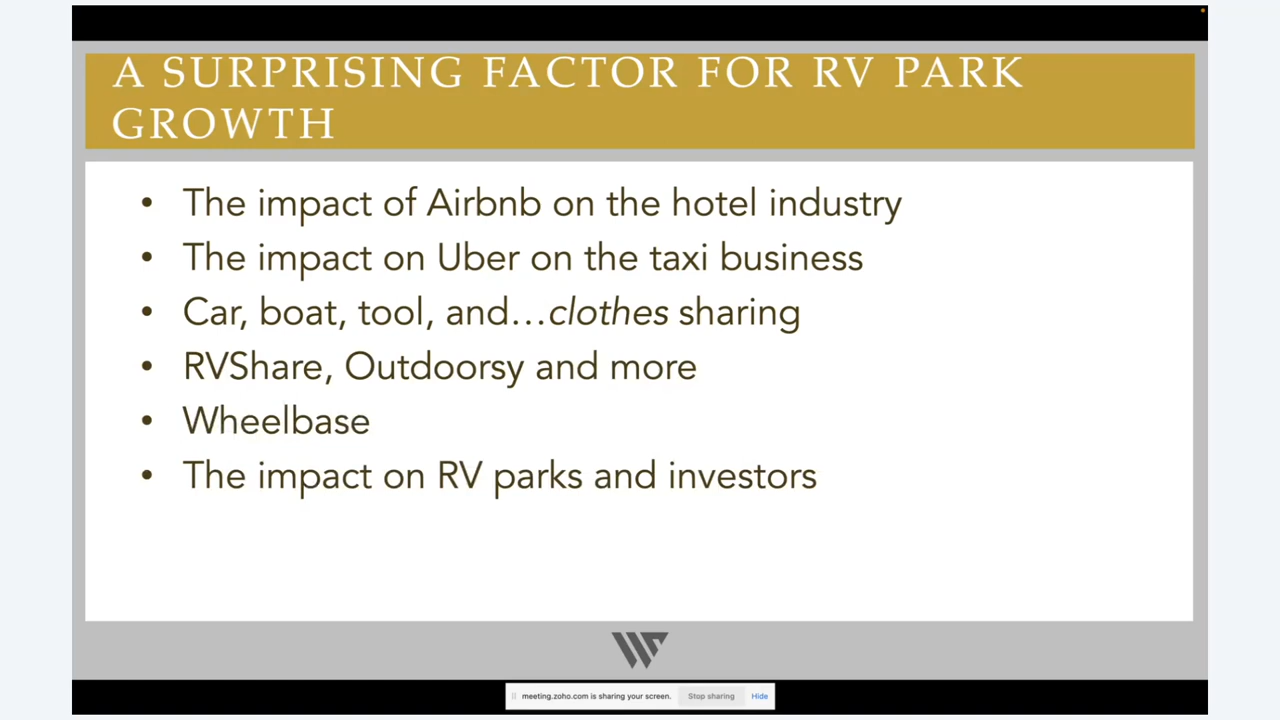 A SURPRISING FACTOR FOR RV PARK
GROWTH
• The impact of Airbnb on the hotel industry
• The impact on Uber on the taxi business
• Car, boat, tool, and…clothes sharing
• RVShare, Outdoorsy and more
• Wheelbase
• The impact on RV parks and investors
meeting.zoho.com is sharing your screen. Stop sharing Hide